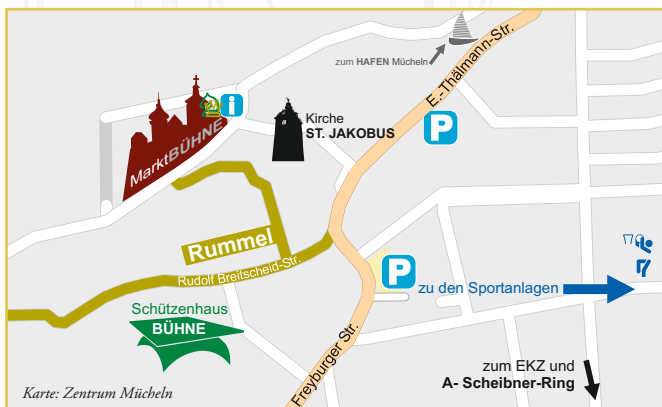 zum HAFEN Mücheln
E.-Thälmann-Str.
i
MarktBÜHNE
Kirche
ST. JAKOBUS
P
Rummel
Rudolf Breitscheid-Str.
P
zu den Sportanlagen
Schützenhaus
BÜHNE
Freyburger Str.
zum EKZ und
A- Scheibner-Ring
Karte: Zentrum Mücheln